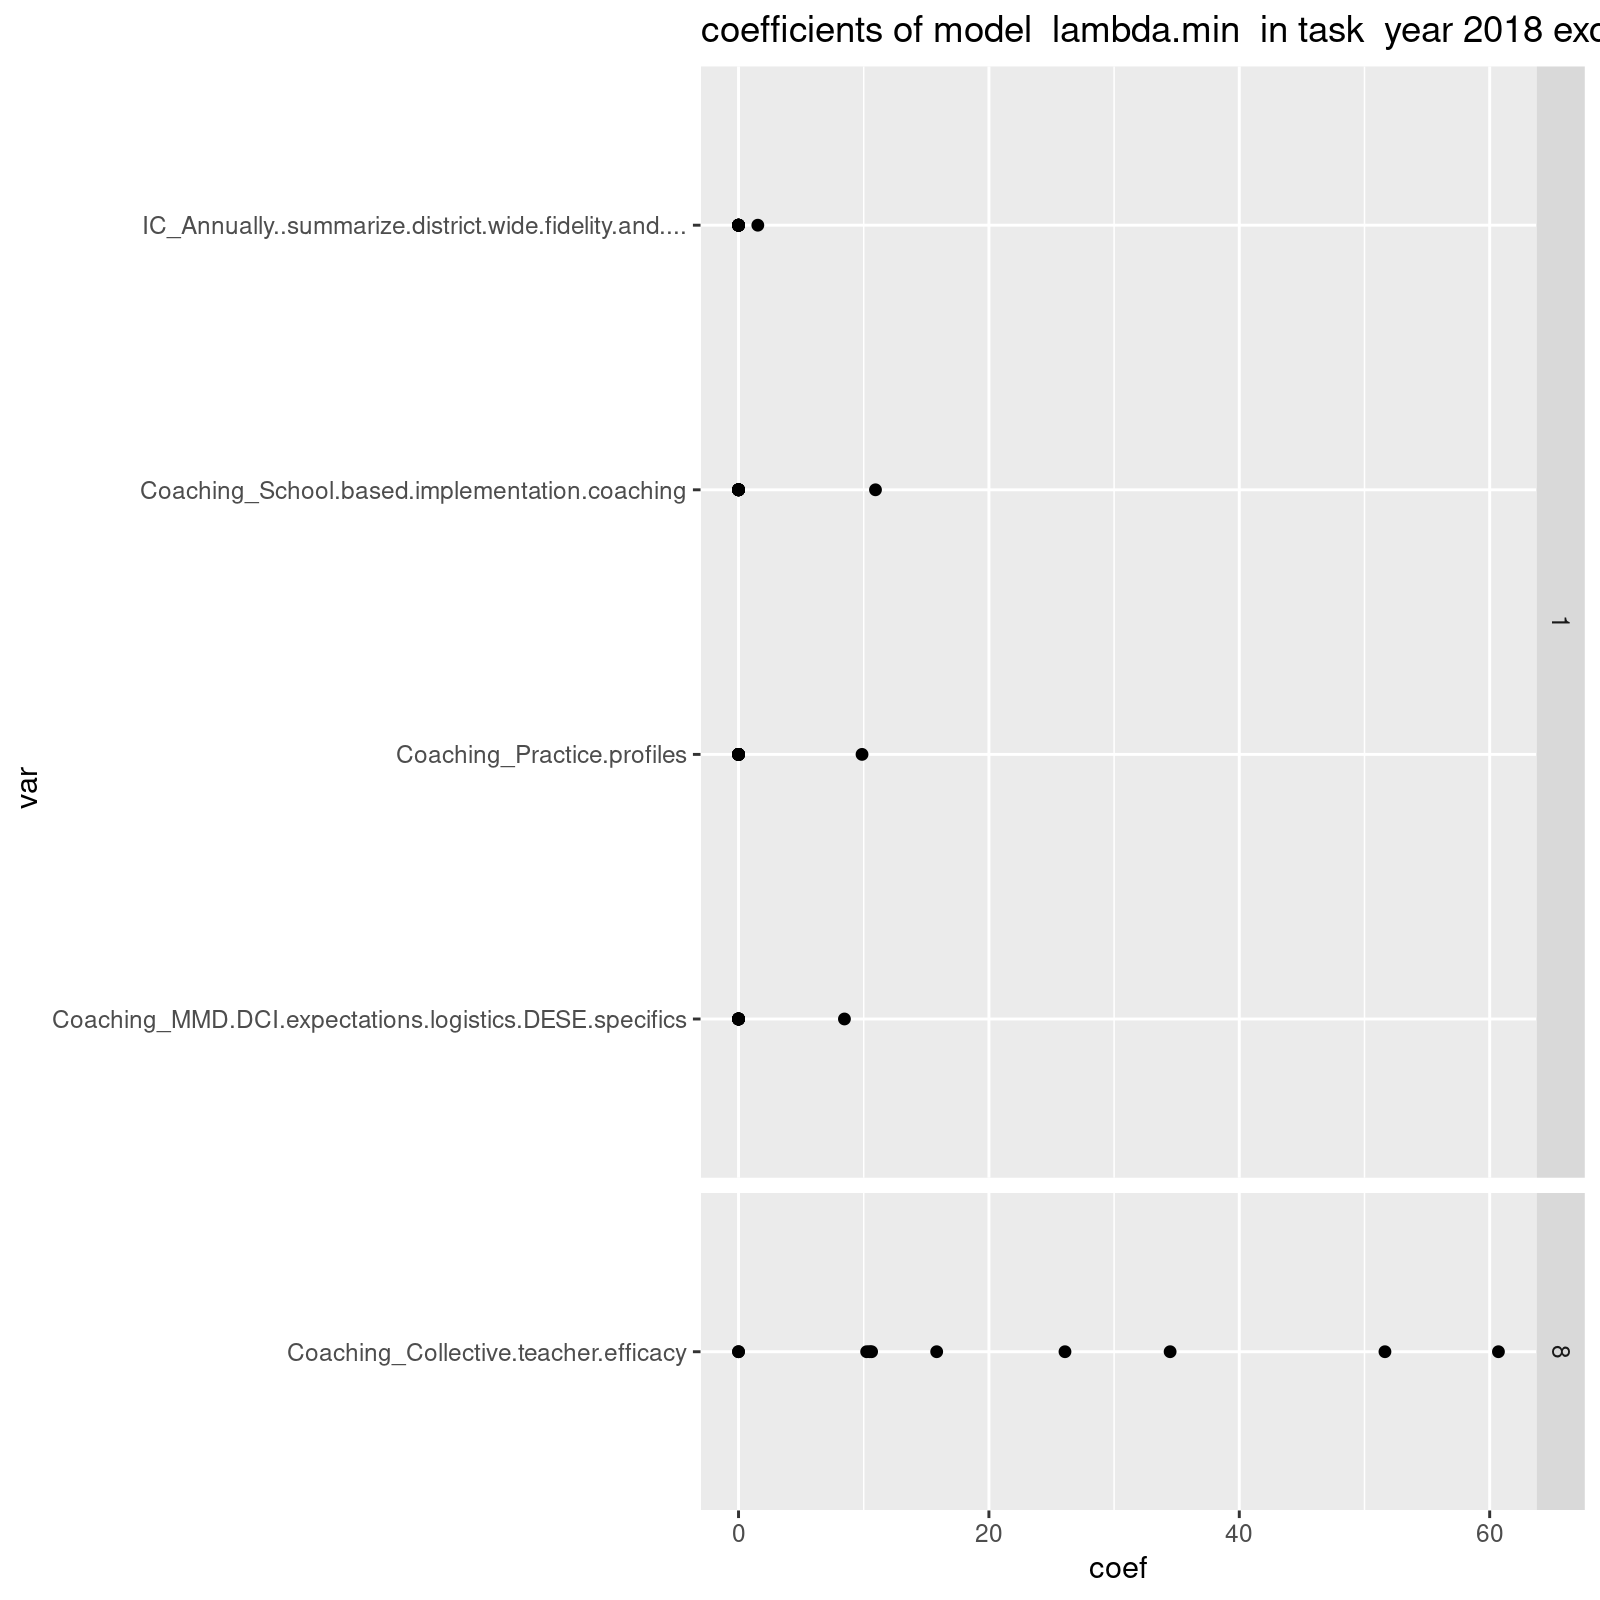 coefficients of model  lambda.min  in task  year 2018
IC_Annually..summarize.district.wide.fidelity.and....
Coaching_School.based.implementation.coaching
1
Coaching_Practice.profiles
var
Coaching_MMD.DCI.expectations.logistics.DESE.specifics
Coaching_Collective.teacher.efficacy
8
0 20 40 60
coef